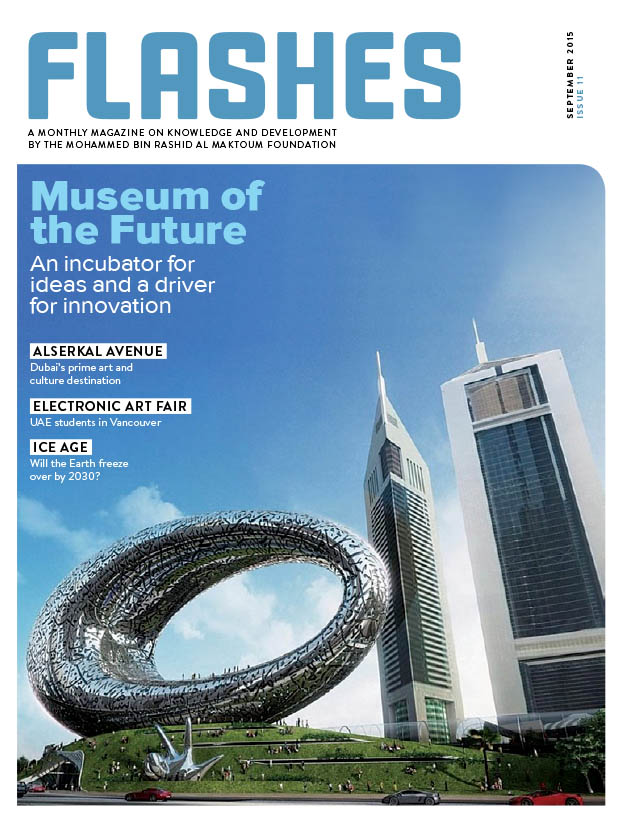 FLASHES
A MONTHLY MAGAZINE ON KNOWLEDGE AND DEVELOPMENT
BY THE MOHAMMED BIN RASHID AL MAKTOUM FOUNDATION
SEPTEMBER 2015
ISSUE 11
Museum of
the Future
An incubator for
ideas and a driver
for innovation
ALSERKAL AVENUE
Dubai's prime art and
culture destination
ELECTRONIC ART FAIR
UAE students in Vancouver
ICE AGE
Will the Earth freeze
over by 2030?